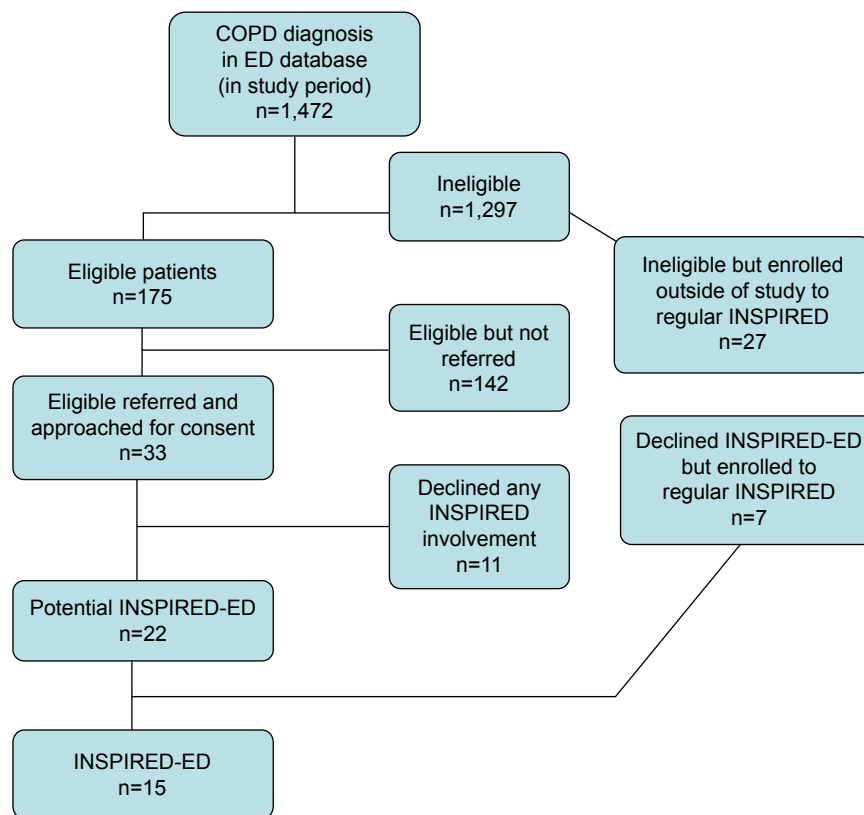 COPD diagnosis
in ED database
(in study period)
n=1,472
Ineligible
n=1,297
Eligible patients
n=175
Ineligible but enrolled
outside of study to
regular INSPIRED
n=27
Eligible but not
referred
n=142
Eligible referred and
approached for consent
n=33
Declined INSPIRED-ED
but enrolled to
regular INSPIRED
n=7
Declined any
INSPIRED
involvement
n=11
Potential INSPIRED-ED
n=22
INSPIRED-ED
n=15